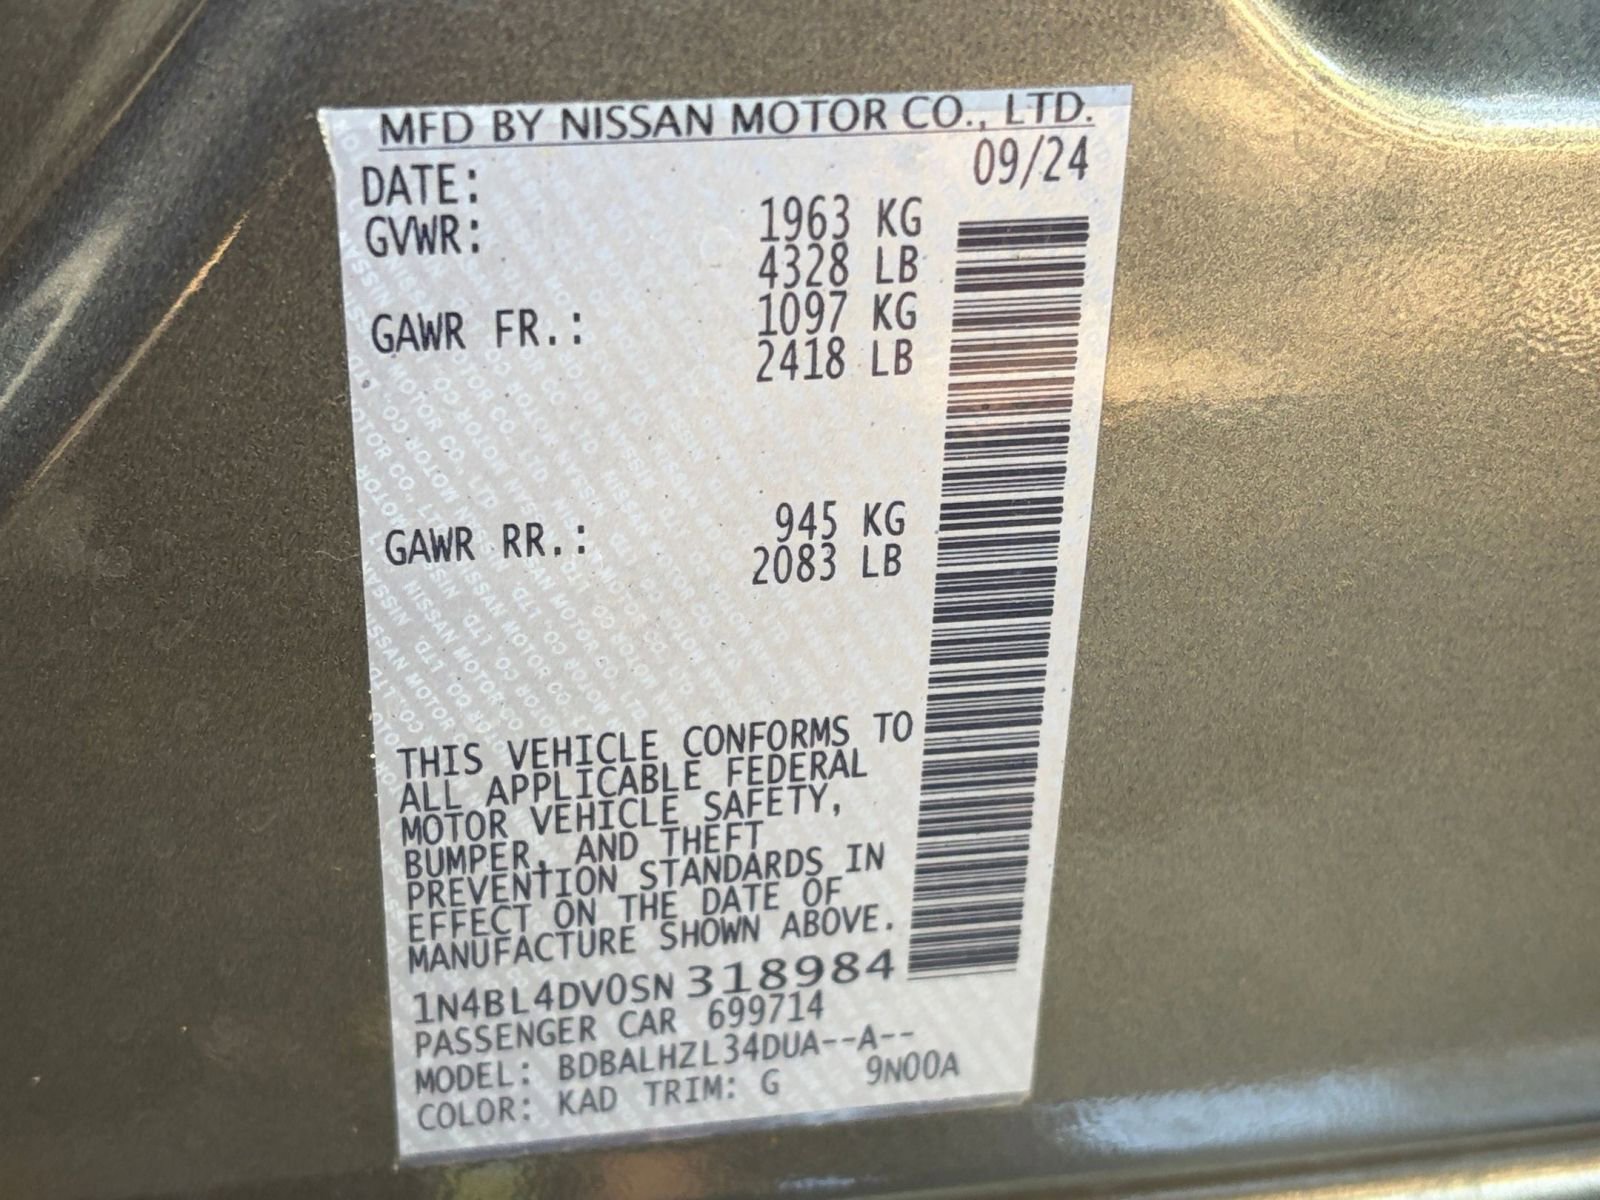 MFD BY NISSAN MOTOR CO., LTD.
DATE: 09/24
GVWR: 1963 KG
4328 LB
GAWR FR.: 1097 KG
2418 LB
GAWR RR.: 945 KG
2083 LB
THIS VEHICLE CONFORMS TO
ALL APPLICABLE FEDERAL
MOTOR VEHICLE SAFETY,
BUMPER, AND THEFT
PREVENTION STANDARDS IN
EFFECT ON THE DATE OF
MANUFACTURE SHOWN ABOVE.
1N4BL4DV0SN 318984
PASSENGER CAR 699714
MODEL: BDBALHZL34DUA--A--
COLOR: KAD TRIM: G 9N00A